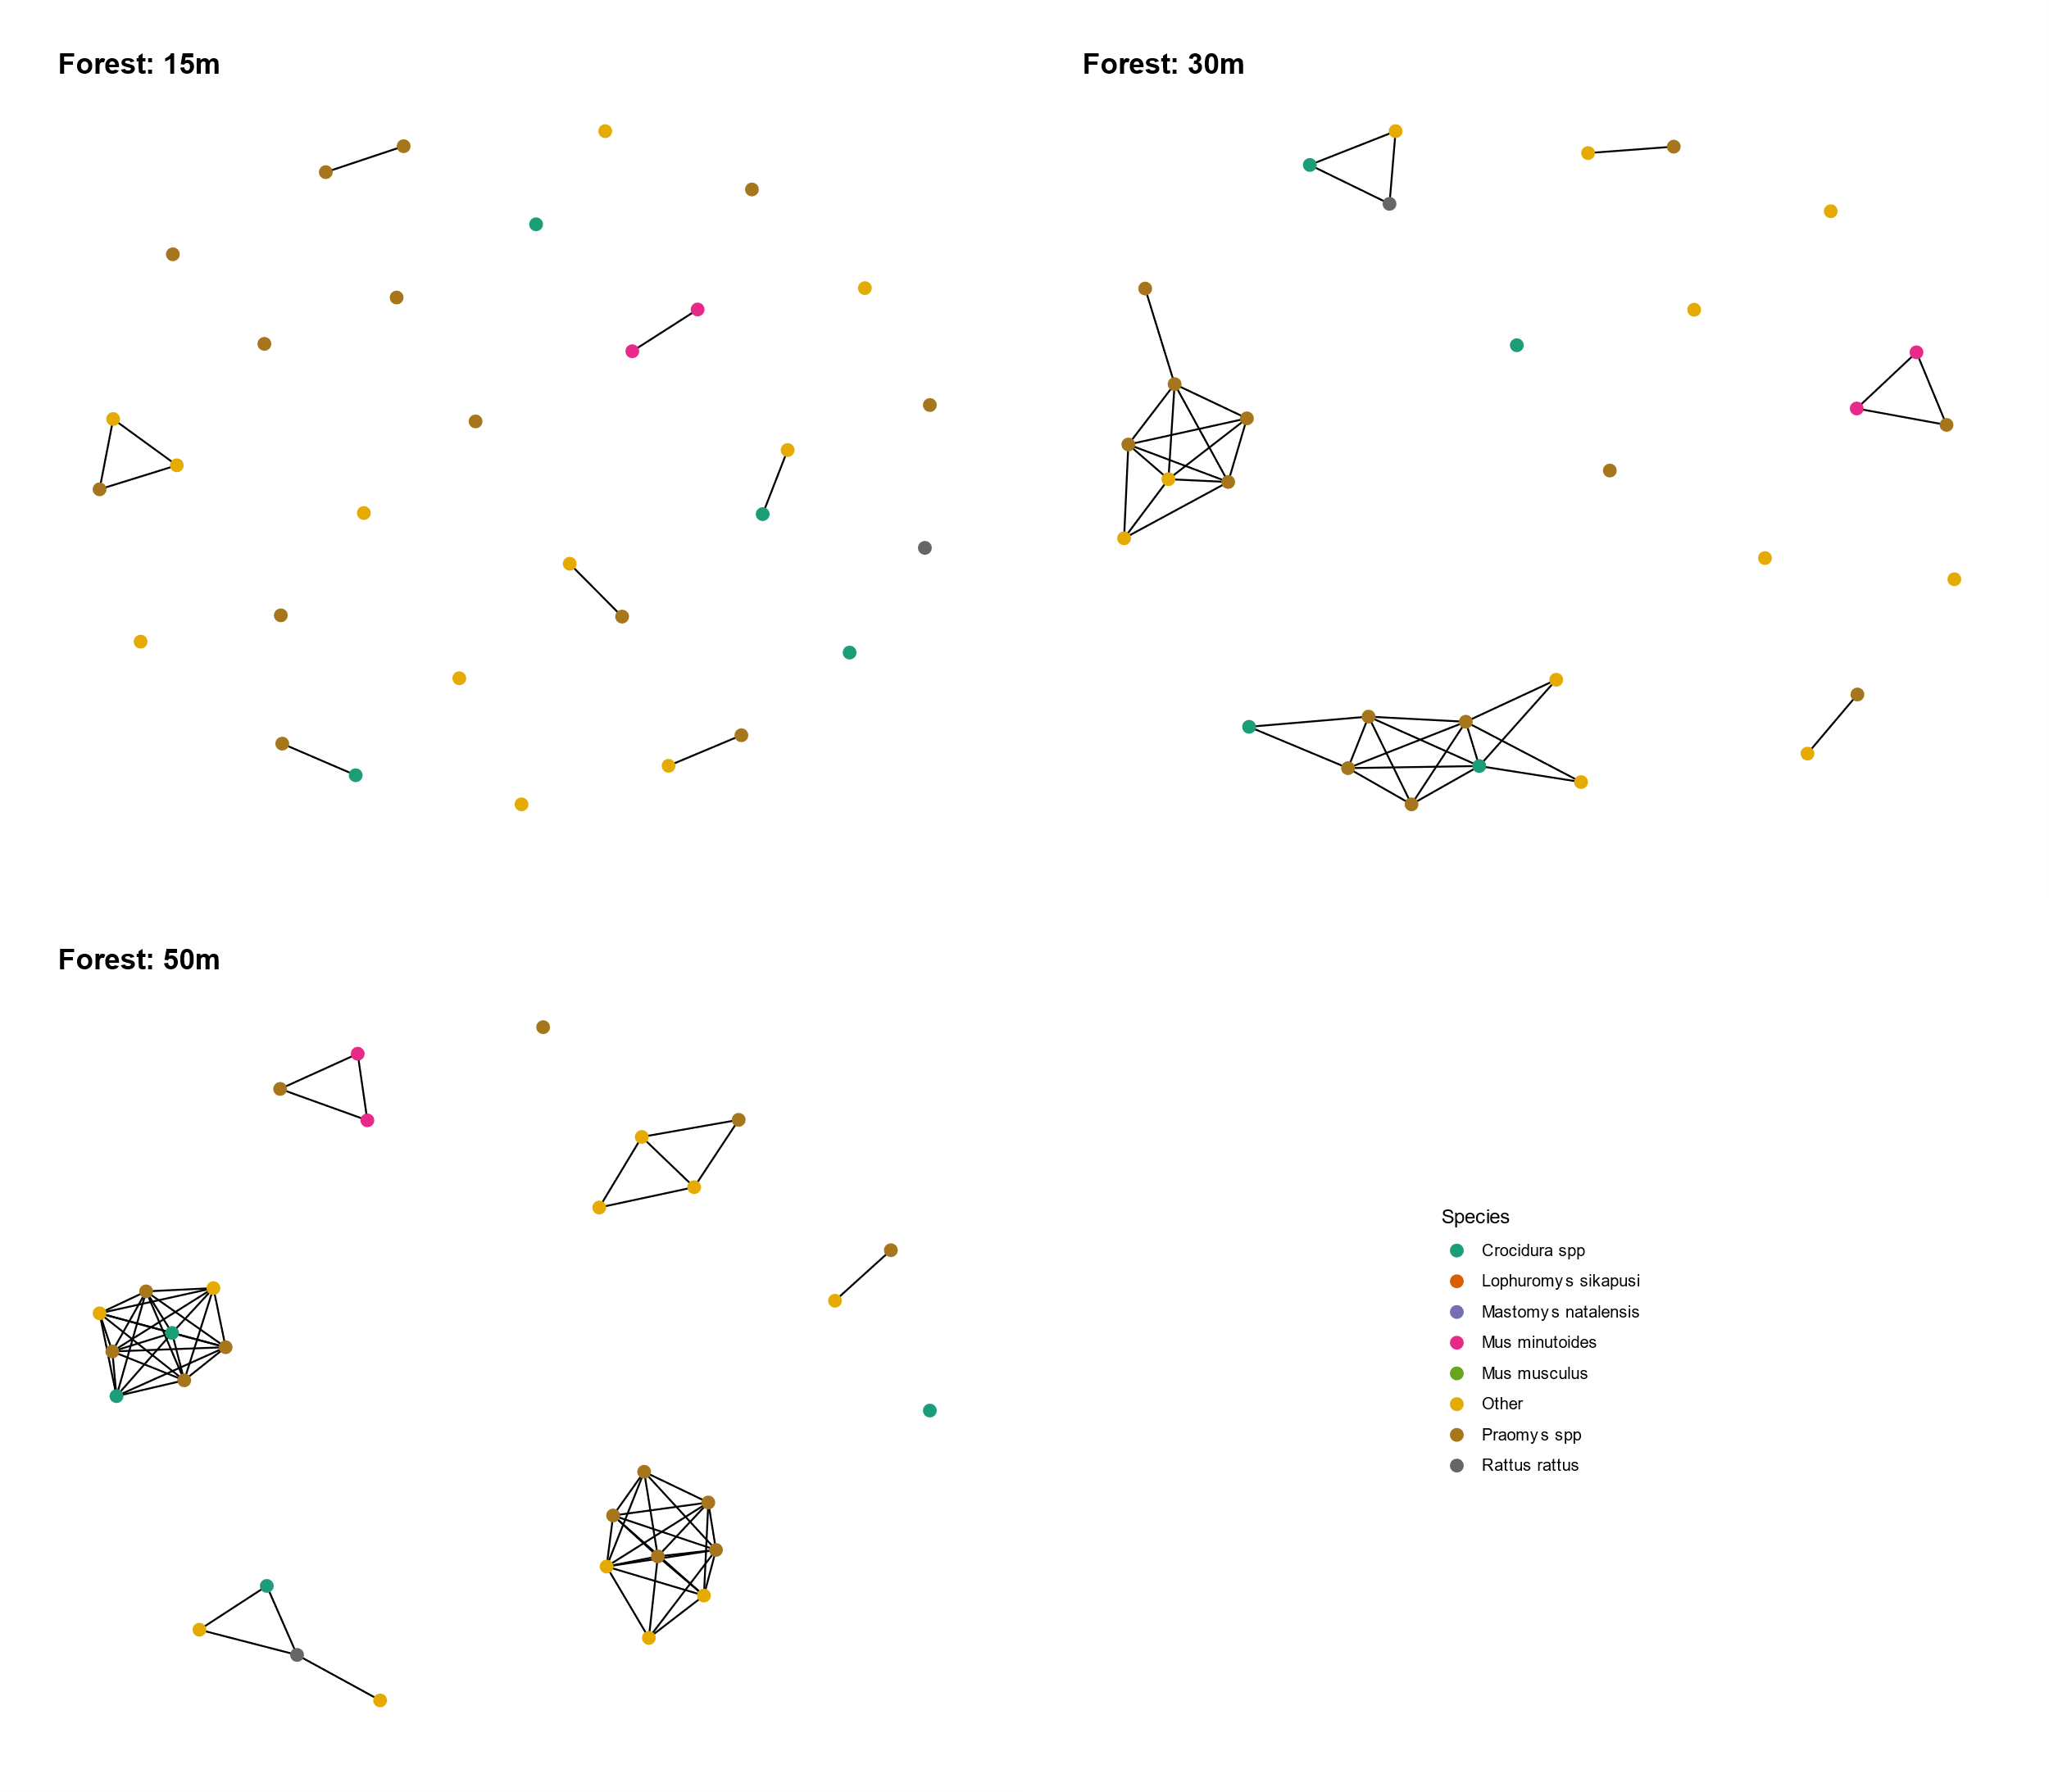 Forest: 15m
Forest: 30m
Forest: 50m
Species
Crocidura spp
Lophuromys sikapusi
Mastomys natalensis
Mus minutoides
Mus musculus
Other
Praomys spp
Rattus rattus